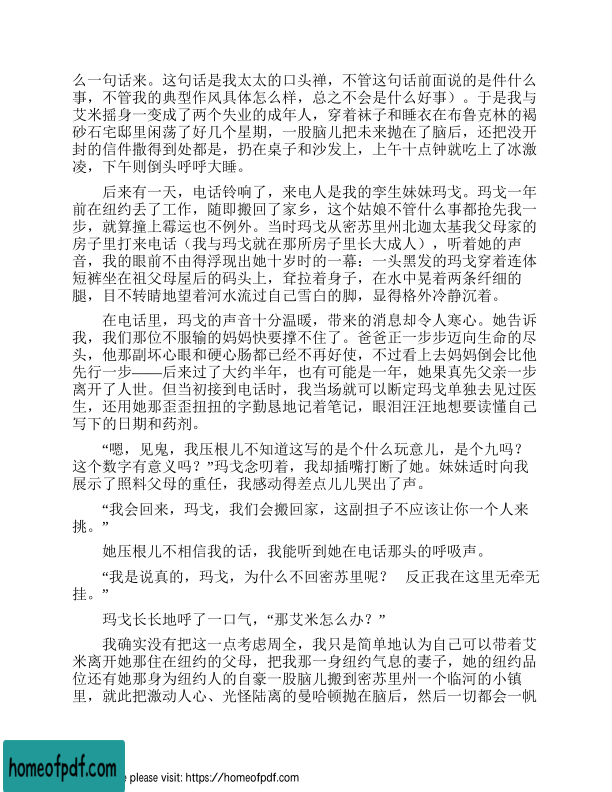 么一句话来。这句话是我太太的口头禅，不管这句话前面说的是件什么
事，不管我的典型作风具体怎么样，总之不会是什么好事）。于是我与
艾米摇身一变成了两个失业的成年人，穿着袜子和睡衣在布鲁克林的褐
砂石宅邸里闲荡了好几个星期，一股脑儿把未来抛在了脑后，还把没开
封的信件撒得到处都是，扔在桌子和沙发上，上午十点钟就吃上了冰激
凌，下午则倒头呼呼大睡。
后来有一天，电话铃响了，来电人是我的孪生妹妹玛戈。玛戈一年
前在纽约丢了工作，随即搬回了家乡，这个姑娘不管什么事都抢先我一
步，就算撞上霉运也不例外。当时玛戈从密苏里州北迦太基我父母家的
房子里打来电话（我与玛戈就在那所房子里长大成人），听着她的声
音，我的眼前不由得浮现出她十岁时的一幕：一头黑发的玛戈穿着连体
短裤坐在祖父母屋后的码头上，耷拉着身子，在水中晃着两条纤细的
腿，目不转睛地望着河水流过自己雪白的脚，显得格外冷静沉着。
在电话里，玛戈的声音十分温暖，带来的消息却令人寒心。她告诉
我，我们那位不服输的妈妈快要撑不住了。爸爸正一步步迈向生命的尽
头，他那副坏心眼和硬心肠都已经不再好使，不过看上去妈妈倒会比他
先行一步——后来过了大约半年，也有可能是一年，她果真先父亲一步
离开了人世。但当初接到电话时，我当场就可以断定玛戈单独去见过医
生，还用她那歪歪扭扭的字勤恳地记着笔记，眼泪汪汪地想要读懂自己
写下的日期和药剂。
“嗯，见鬼，我压根儿不知道这写的是个什么玩意儿，是个九吗？
这个数字有意义吗？”玛戈念叨着，我却插嘴打断了她。妹妹适时向我
展示了照料父母的重任，我感动得差点儿儿哭出了声。
“我会回来，玛戈，我们会搬回家，这副担子不应该让你一个人来
挑。”
她压根儿不相信我的话，我能听到她在电话那头的呼吸声。
“我是说真的，玛戈，为什么不回密苏里呢？ 反正我在这里无牵无
挂。”
玛戈长长地呼了一口气，“那艾米怎么办？”
我确实没有把这一点考虑周全，我只是简单地认为自己可以带着艾
米离开她那住在纽约的父母，把我那一身纽约气息的妻子，她的纽约品
位还有她那身为纽约人的自豪一股脑儿搬到密苏里州一个临河的小镇
里，就此把激动人心、光怪陆离的曼哈顿抛在脑后，然后一切都会一帆
homeofpdf.com
e please visit: https://homeofpdf.com